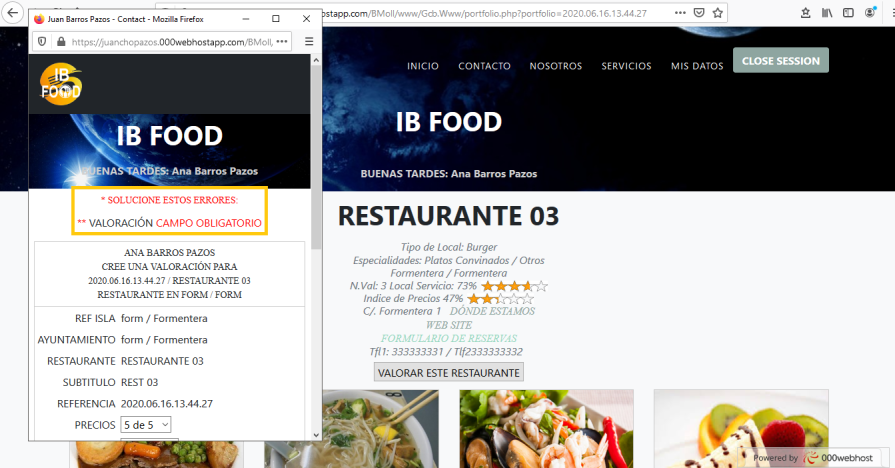 Juan Barros Pazos - Contact - Mozilla Firefox
https://juanchopazos.000webhostapp.com/BMoll,
IB
FOOD
IB FOOD
BUENAS TARDES: Ana Barros Pazos
* SOLUCIONE ESTOS ERRORES:
** VALORACIÓN CAMPO OBLIGATORIO
ANA BARROS PAZOS
CREE UNA VALORACIÓN PARA
2020.06.16.13.44.27 / RESTAURANTE 03
RESTAURANTE EN FORM / FORM
REF ISLA form / Formentera
AYUNTAMIENTO form / Formentera
RESTAURANTE RESTAURANTE 03
SUBTITULO REST 03
REFERENCIA 2020.06.16.13.44.27
PRECIOS 5 de 5
ostapp.com/BMoll/www/Gcb.Www/portfolio.php?portfolio=2020.06.16.13.44.27
INICIO CONTACTO NOSOTROS SERVICIOS MIS DATOS CLOSE SESSION
IB FOOD
BUENAS TARDES: Ana Barros Pazos
RESTAURANTE 03
Tipo de Local: Burger
Especialidades: Platos Convinados / Otros
Formentera / Formentera
N.Val: 3 Local Servicio: 73%
Indice de Precios 47%
C/. Formentera 1 DÓNDE ESTAMOS
WEB SITE
FORMULARIO DE RESERVAS
Tfl1: 333333331 / Tlf2333333332
VALORAR ESTE RESTAURANTE
Powered by 000webhost